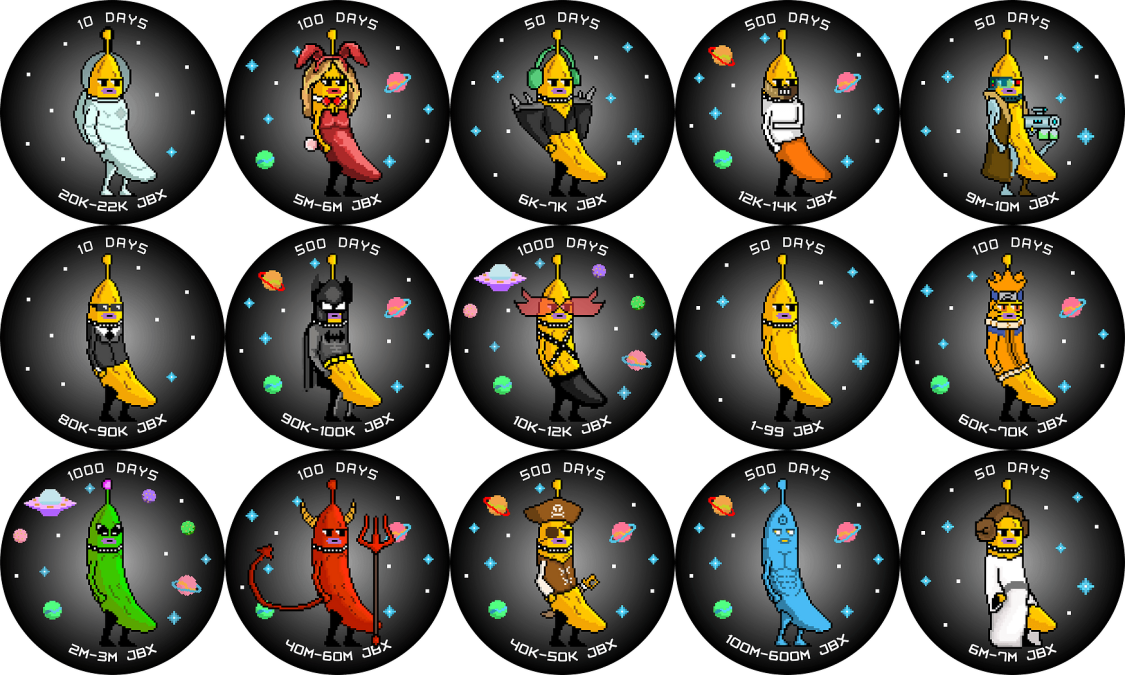 10 DAYS
20K-22K JBX
100 DAYS
5M-6M JBX
50 DAYS
6K-7K JBX
500 DAYS
12K-14K JBX
50 DAYS
9M-10M JBX
10 DAYS
80K-90K JBX
500 DAYS
90K-100K JBX
1000 DAYS
10K-12K JBX
50 DAYS
1-99 JBX
100 DAYS
60K-70K JBX
1000 DAYS
2M-3M JBX
100 DAYS
40M-60M JBX
500 DAYS
40K-50K JBX
500 DAYS
100M-600M JBX
50 DAYS
6M-7M JBX